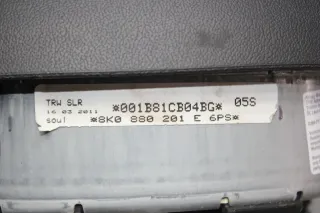 TRW SLR
16 03 2011
*001B81CB04BG* 05S
soul *8K0 880 201 E 6PS*